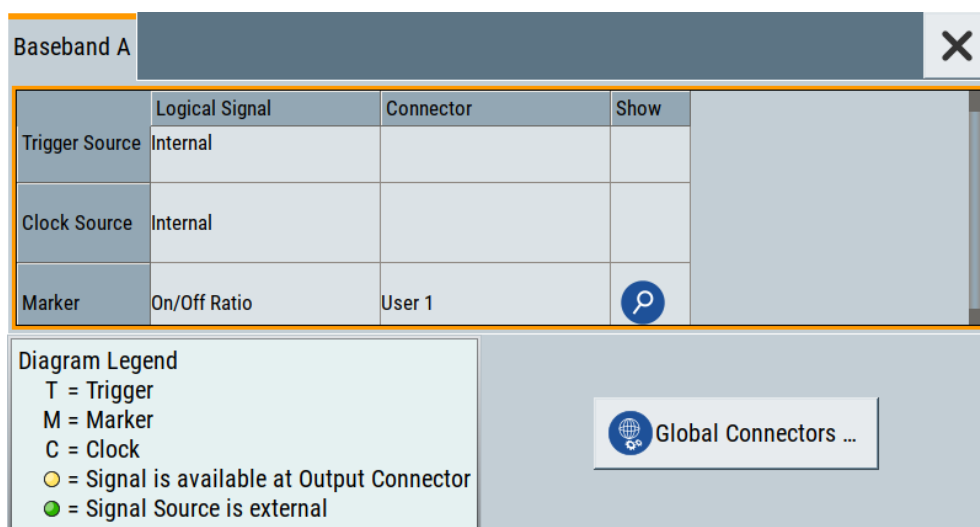 Baseband A
Logical Signal Connector Show
Trigger Source Internal
Clock Source Internal
Marker On/Off Ratio User 1
Diagram Legend
T = Trigger
M = Marker
C = Clock
= Signal is available at Output Connector
= Signal Source is external
Global Connectors ...